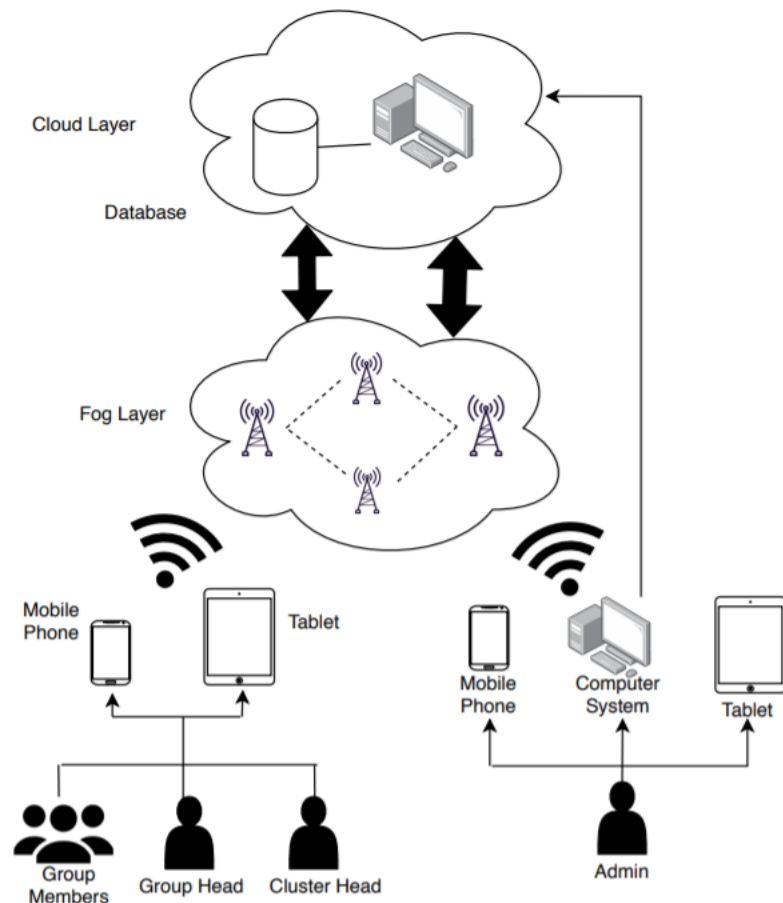 Cloud Layer
Database
Fog Layer
Mobile
Phone
Tablet
Mobile
Phone
Computer
System
Tablet
Group
Members
Group Head
Cluster Head
Admin